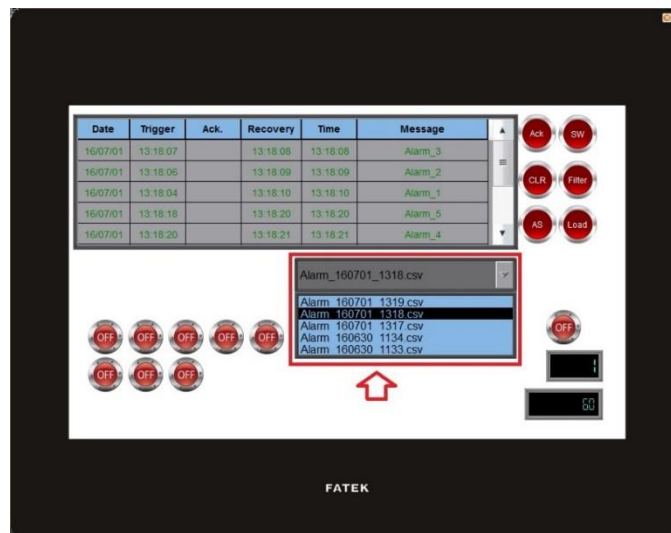 Date Trigger Ack. Recovery Time Message
16/07/01 13:18:07 13:18:08 13:18:08 Alarm_3
16/07/01 13:18:06 13:18:09 13:18:09 Alarm_2
16/07/01 13:18:04 13:18:10 13:18:10 Alarm_1
16/07/01 13:18:18 13:18:20 13:18:20 Alarm_5
16/07/01 13:18:20 13:18:21 13:18:21 Alarm_4
Ack SW
CLR Filter
AS Load
Alarm_160701_1318.csv
Alarm_160701_1319.csv
Alarm_160701_1318.csv
Alarm_160701_1317.csv
Alarm_160630_1134.csv
Alarm_160630_1133.csv
OFF OFF OFF OFF OFF
OFF OFF OFF
OFF
1
60
FATEK